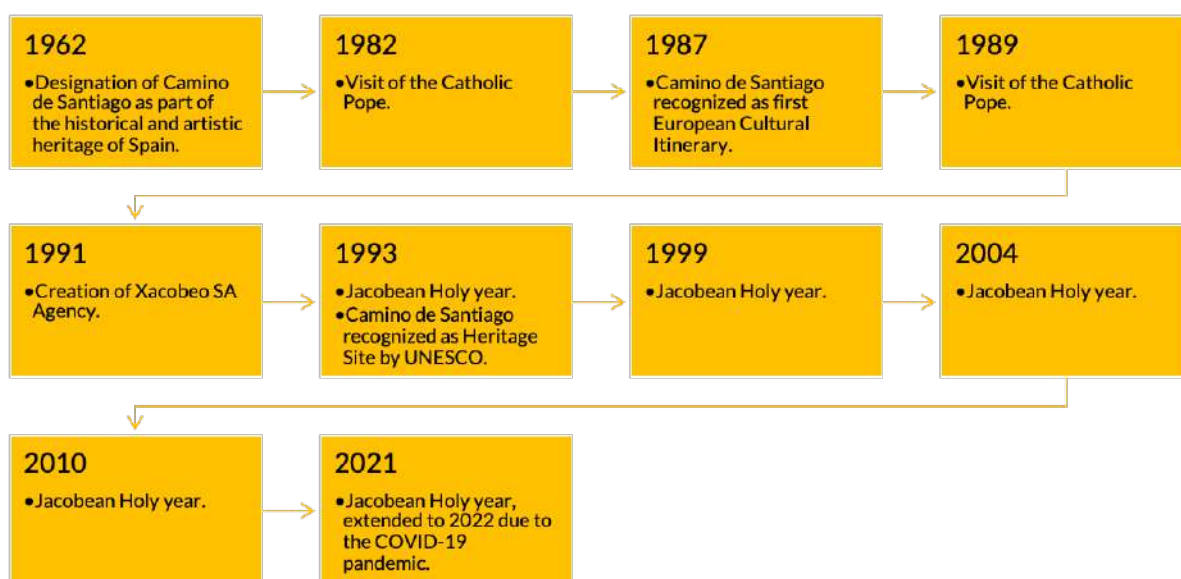 1962
•Designation of Camino
de Santiago as part of
the historical and artistic
heritage of Spain.
1982
•Visit of the Catholic
Pope.
1987
•Camino de Santiago
recognized as first
European Cultural
Itinerary.
1989
•Visit of the Catholic
Pope.
1991
•Creation of Xacobeo SA
Agency.
1993
•Jacobean Holy year.
•Camino de Santiago
recognized as Heritage
Site by UNESCO.
1999
•Jacobean Holy year.
2004
•Jacobean Holy year.
2010
•Jacobean Holy year.
2021
•Jacobean Holy year,
extended to 2022 due to
the COVID-19
pandemic.